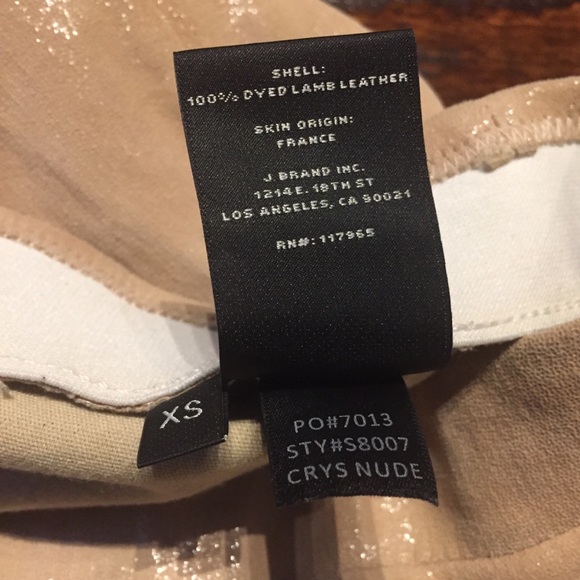 SHELL:
100% DYED LAMB LEATHER
SKIN ORIGIN:
FRANCE
J. BRAND INC.
1214 E. 18TH ST
LOS ANGELES, CA 90021
RN#: 117965
XS
PO#7013
STY#S8007
CRYS NUDE